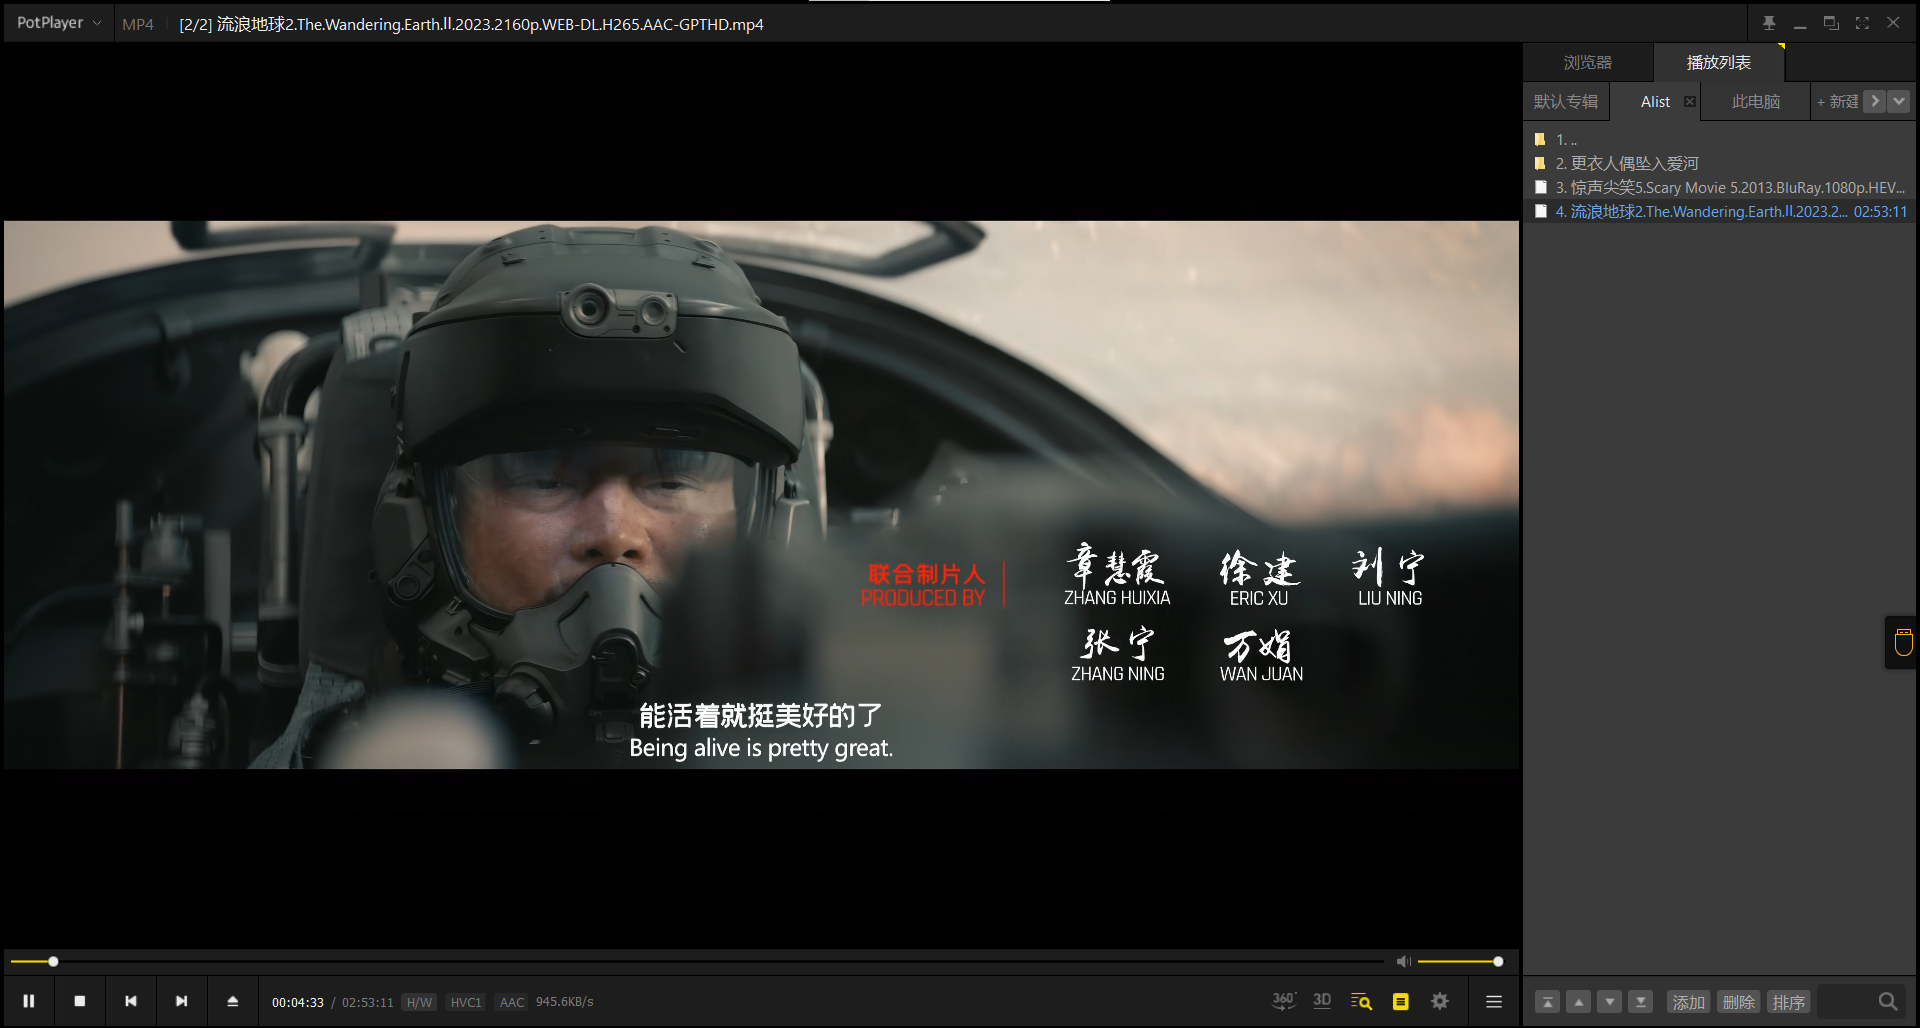 PotPlayer MP4 [2/2] 流浪地球2.The.Wandering.Earth.II.2023.2160p.WEB-DL.H265.AAC-GPTHD.mp4
浏览器 播放列表
默认专辑 Alist 此电脑 + 新建
1. ..
2. 更衣人偶坠入爱河
3. 惊声尖笑5.Scary Movie 5.2013.BluRay.1080p.HEV...
4. 流浪地球2.The.Wandering.Earth.II.2023.2... 02:53:11
联合制片人
PRODUCED BY
章慧霞 徐建 刘宁
ZHANG HUIXIA ERIC XU LIU NING
张宁 万娟
ZHANG NING WAN JUAN
能活着就挺美好的了
Being alive is pretty great.
00:04:33 / 02:53:11 H/W HVC1 AAC 945.6KB/s 360° 3D
添加 删除 排序